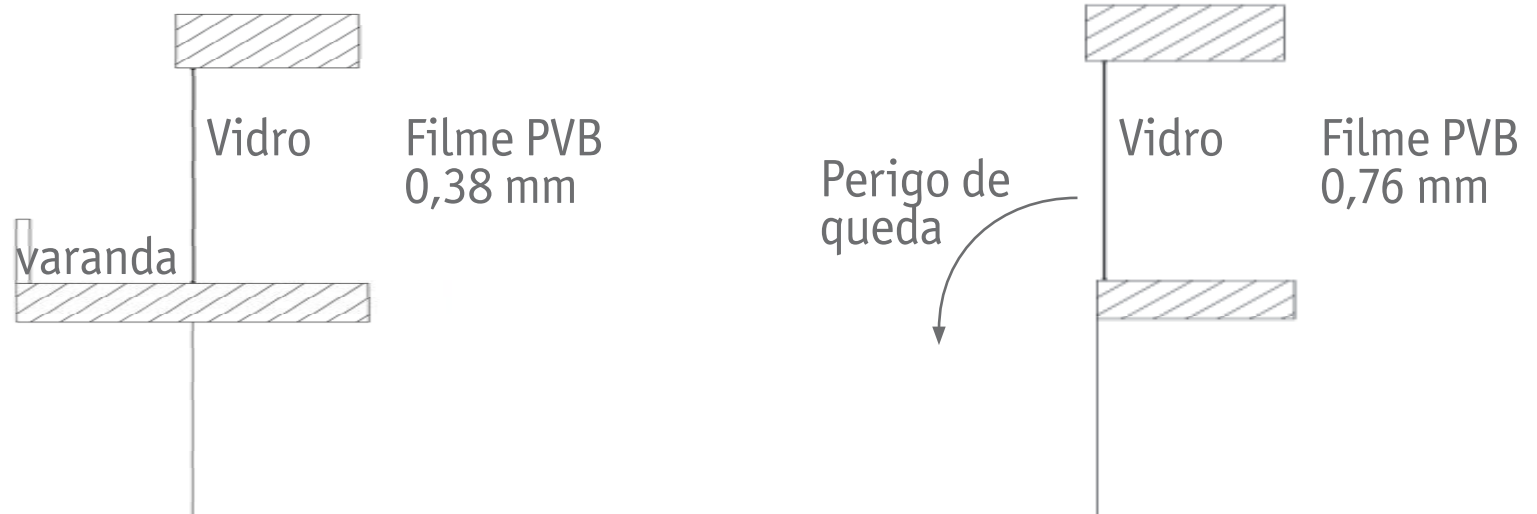 Vidro
Filme PVB
0,38 mm
varanda
Perigo de
queda
Vidro
Filme PVB
0,76 mm